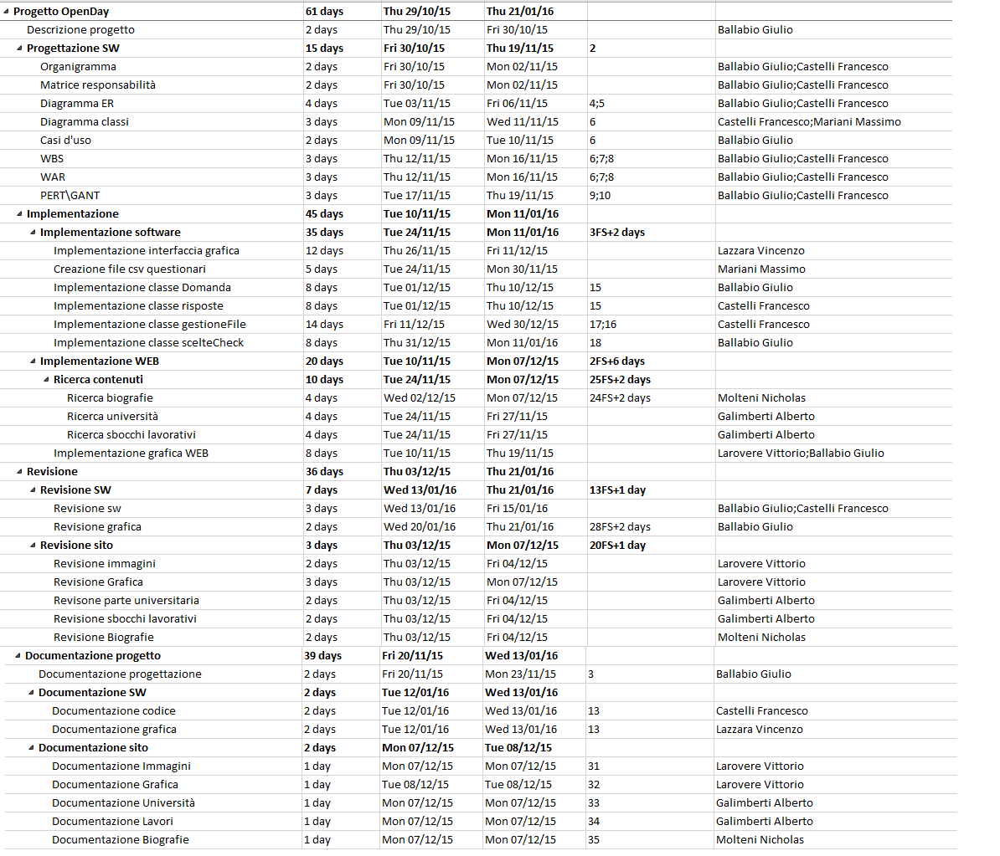 Progetto OpenDay 61 days Thu 29/10/15 Thu 21/01/16
Descrizione progetto 2 days Thu 29/10/15 Fri 30/10/15 Ballabio Giulio
Progettazione SW 15 days Fri 30/10/15 Thu 19/11/15 2
Organigramma 2 days Fri 30/10/15 Mon 02/11/15 Ballabio Giulio;Castelli Francesco
Matrice responsabilità 2 days Fri 30/10/15 Mon 02/11/15 Ballabio Giulio;Castelli Francesco
Diagramma ER 4 days Tue 03/11/15 Fri 06/11/15 4;5 Ballabio Giulio;Castelli Francesco
Diagramma classi 3 days Mon 09/11/15 Wed 11/11/15 6 Castelli Francesco;Mariani Massimo
Casi d'uso 2 days Mon 09/11/15 Tue 10/11/15 6 Ballabio Giulio
WBS 3 days Thu 12/11/15 Mon 16/11/15 6;7;8 Ballabio Giulio;Castelli Francesco
WAR 3 days Thu 12/11/15 Mon 16/11/15 6;7;8 Ballabio Giulio;Castelli Francesco
PERT\GANT 3 days Tue 17/11/15 Thu 19/11/15 9;10 Ballabio Giulio;Castelli Francesco
Implementazione 45 days Tue 10/11/15 Mon 11/01/16
Implementazione software 35 days Tue 24/11/15 Mon 11/01/16 3FS+2 days
Implementazione interfaccia grafica 12 days Thu 26/11/15 Fri 11/12/15 Lazzara Vincenzo
Creazione file csv questionari 5 days Tue 24/11/15 Mon 30/11/15 Mariani Massimo
Implementazione classe Domanda 8 days Tue 01/12/15 Thu 10/12/15 15 Ballabio Giulio
Implementazione classe risposte 8 days Tue 01/12/15 Thu 10/12/15 15 Castelli Francesco
Implementazione classe gestioneFile 14 days Fri 11/12/15 Wed 30/12/15 17;16 Castelli Francesco
Implementazione classe scelteCheck 8 days Thu 31/12/15 Mon 11/01/16 18 Ballabio Giulio
Implementazione WEB 20 days Tue 10/11/15 Mon 07/12/15 2FS+6 days
Ricerca contenuti 10 days Tue 24/11/15 Mon 07/12/15 25FS+2 days
Ricerca biografie 4 days Wed 02/12/15 Mon 07/12/15 24FS+2 days Molteni Nicholas
Ricerca università 4 days Tue 24/11/15 Fri 27/11/15 Galimberti Alberto
Ricerca sbocchi lavorativi 4 days Tue 24/11/15 Fri 27/11/15 Galimberti Alberto
Implementazione grafica WEB 8 days Tue 10/11/15 Thu 19/11/15 Larovere Vittorio;Ballabio Giulio
Revisione 36 days Thu 03/12/15 Thu 21/01/16
Revisione SW 7 days Wed 13/01/16 Thu 21/01/16 13FS+1 day
Revisione sw 3 days Wed 13/01/16 Fri 15/01/16 Ballabio Giulio;Castelli Francesco
Revisione grafica 2 days Wed 20/01/16 Thu 21/01/16 28FS+2 days Ballabio Giulio
Revisione sito 3 days Thu 03/12/15 Mon 07/12/15 20FS+1 day
Revisione immagini 2 days Thu 03/12/15 Fri 04/12/15 Larovere Vittorio
Revisione Grafica 3 days Thu 03/12/15 Mon 07/12/15 Larovere Vittorio
Revisone parte universitaria 2 days Thu 03/12/15 Fri 04/12/15 Galimberti Alberto
Revisione sbocchi lavorativi 2 days Thu 03/12/15 Fri 04/12/15 Galimberti Alberto
Revisione Biografie 2 days Thu 03/12/15 Fri 04/12/15 Molteni Nicholas
Documentazione progetto 39 days Fri 20/11/15 Wed 13/01/16
Documentazione progettazione 2 days Fri 20/11/15 Mon 23/11/15 3 Ballabio Giulio
Documentazione SW 2 days Tue 12/01/16 Wed 13/01/16
Documentazione codice 2 days Tue 12/01/16 Wed 13/01/16 13 Castelli Francesco
Documentazione grafica 2 days Tue 12/01/16 Wed 13/01/16 13 Lazzara Vincenzo
Documentazione sito 2 days Mon 07/12/15 Tue 08/12/15
Documentazione Immagini 1 day Mon 07/12/15 Mon 07/12/15 31 Larovere Vittorio
Documentazione Grafica 1 day Tue 08/12/15 Tue 08/12/15 32 Larovere Vittorio
Documentazione Università 1 day Mon 07/12/15 Mon 07/12/15 33 Galimberti Alberto
Documentazione Lavori 1 day Mon 07/12/15 Mon 07/12/15 34 Galimberti Alberto
Documentazione Biografie 1 day Mon 07/12/15 Mon 07/12/15 35 Molteni Nicholas